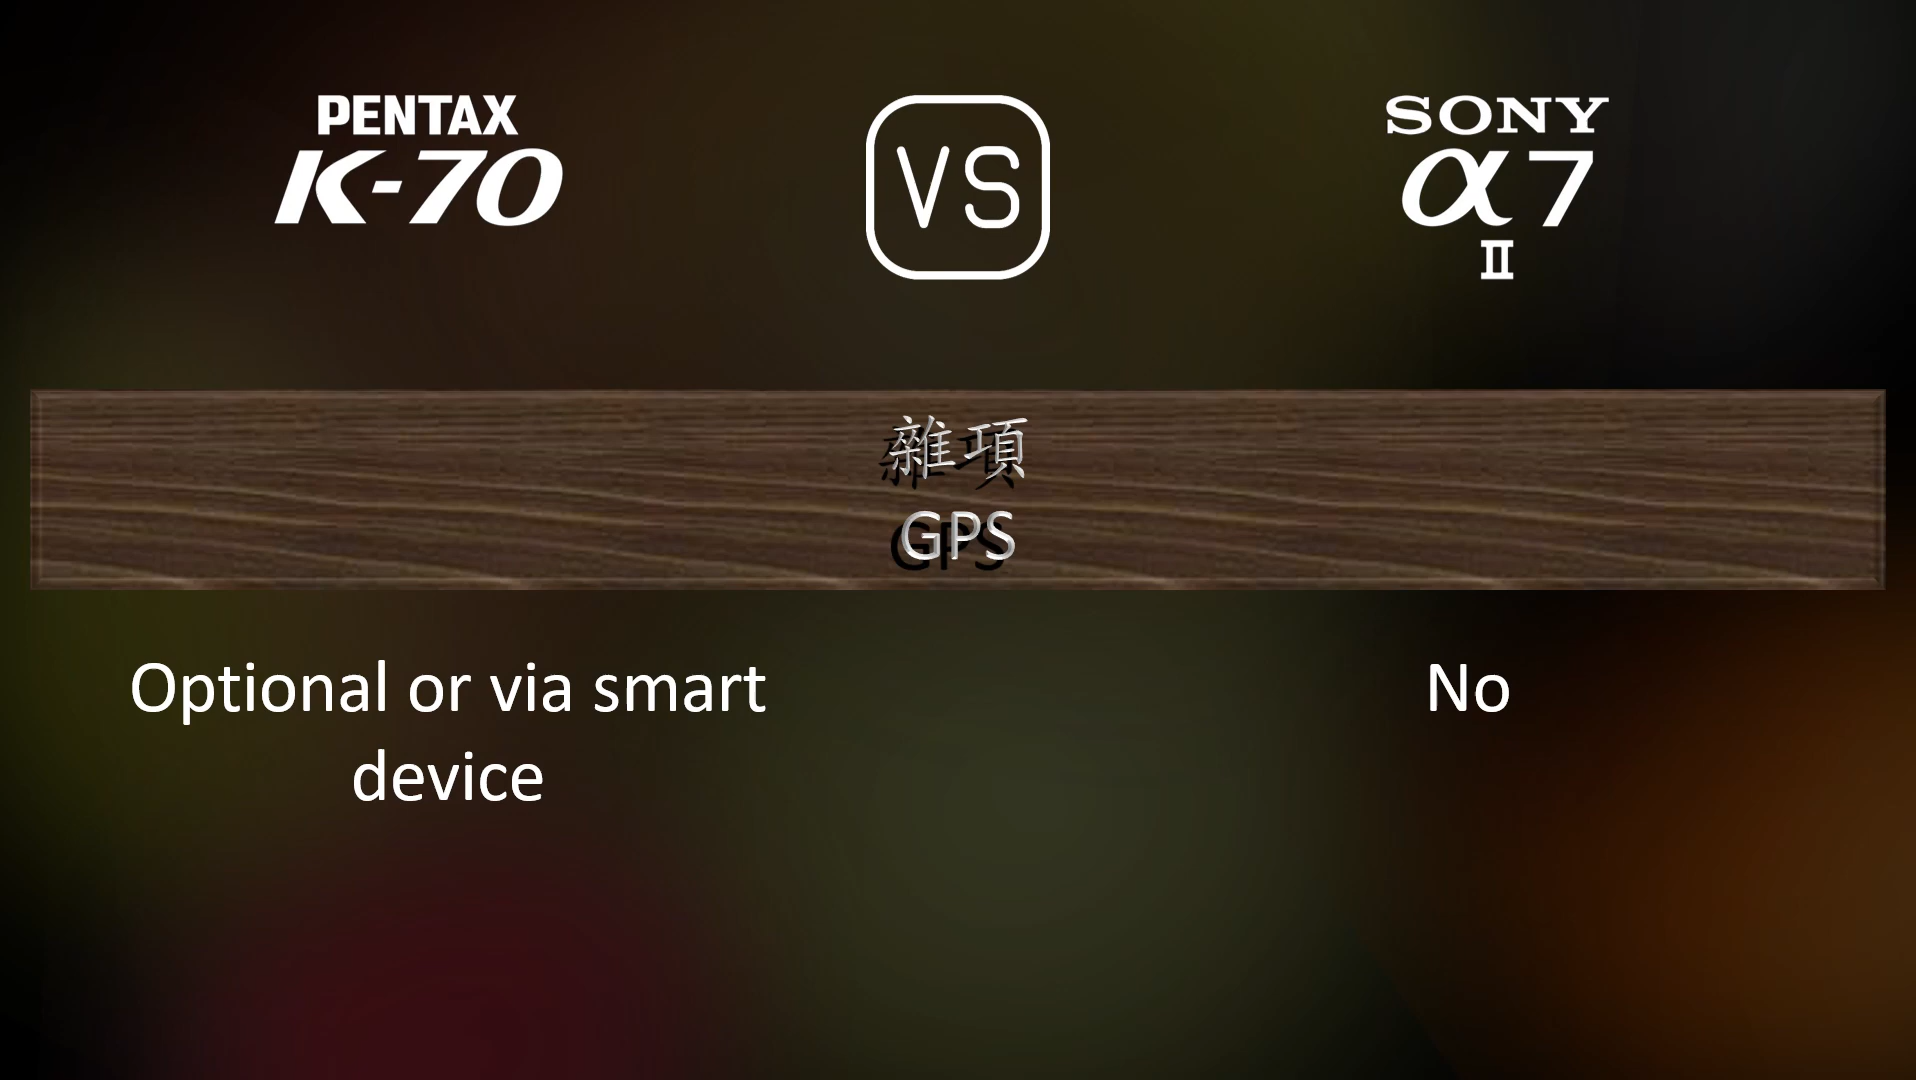 PENTAX
K-70
VS
SONY
α7
II
雜項
GPS
Optional or via smart
device
No